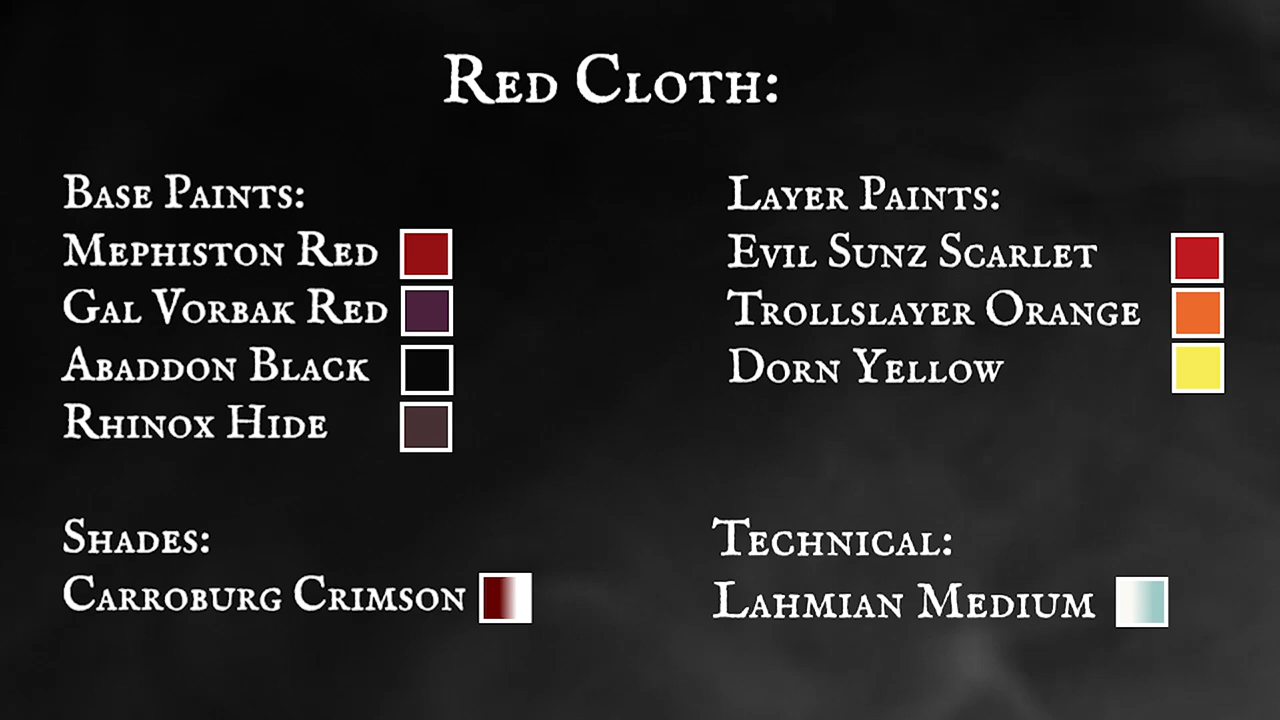 Red Cloth:
Base Paints:
Mephiston Red
Gal Vorbak Red
Abaddon Black
Rhinox Hide
Layer Paints:
Evil Sunz Scarlet
Trollslayer Orange
Dorn Yellow
Shades:
Carroburg Crimson
Technical:
Lahmian Medium